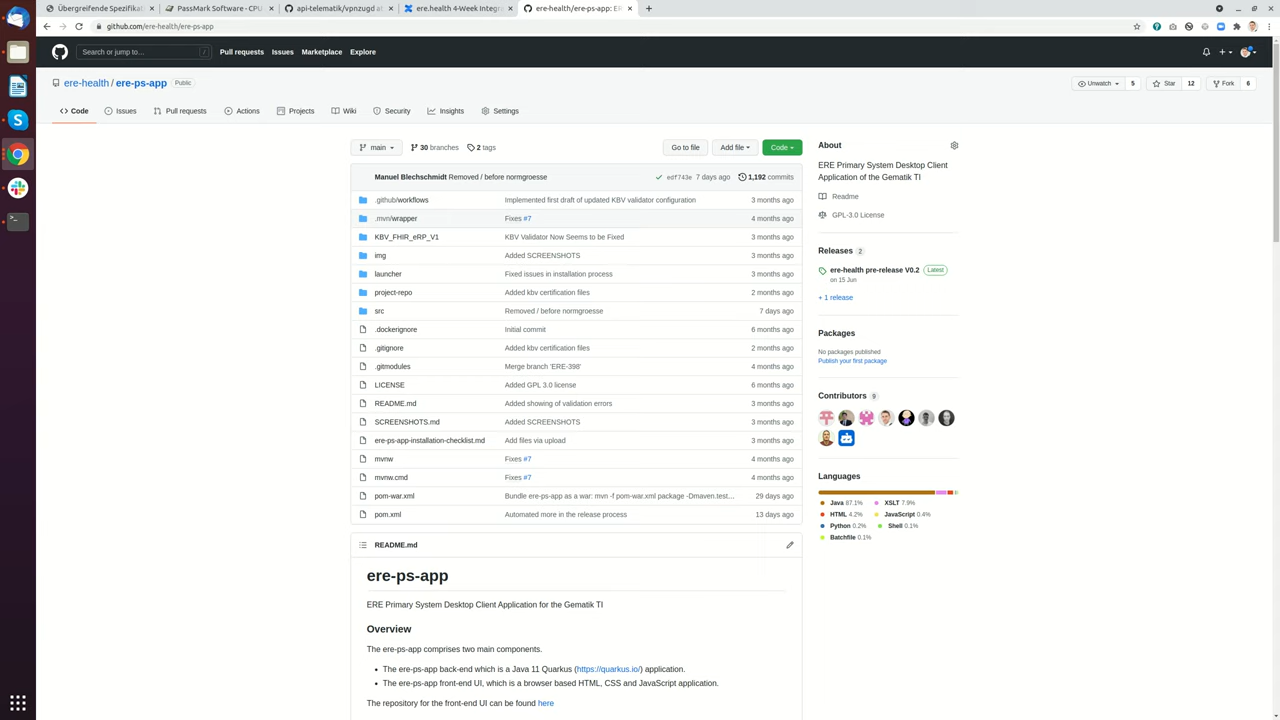 Übergreifende Spezifikat
PassMark Software - CPU
api-telematik/vpnzugd at
ere.health 4-Week Integra
ere-health/ere-ps-app: ER
github.com/ere-health/ere-ps-app
Search or jump to…
/
Pull requests
Issues
Marketplace
Explore
ere-health / ere-ps-app
Public
Unwatch 5
Star 12
Fork 6
Code
Issues
Pull requests
Actions
Projects
Wiki
Security
Insights
Settings
main
30 branches
2 tags
Go to file
Add file
Code
Manuel Blechschmidt Removed / before normgroesse
edf743e 7 days ago
1,192 commits
.github/workflows Implemented first draft of updated KBV validator configuration 3 months ago
.mvn/wrapper Fixes #7 4 months ago
KBV_FHIR_eRP_V1 KBV Validator Now Seems to be Fixed 3 months ago
img Added SCREENSHOTS 3 months ago
launcher Fixed issues in installation process 3 months ago
project-repo Added kbv certification files 2 months ago
src Removed / before normgroesse 7 days ago
.dockerignore Initial commit 6 months ago
.gitignore Added kbv certification files 2 months ago
.gitmodules Merge branch 'ERE-398' 4 months ago
LICENSE Added GPL 3.0 license 6 months ago
README.md Added showing of validation errors 3 months ago
SCREENSHOTS.md Added SCREENSHOTS 3 months ago
ere-ps-app-installation-checklist.md Add files via upload 3 months ago
mvnw Fixes #7 4 months ago
mvnw.cmd Fixes #7 4 months ago
pom-war.xml Bundle ere-ps-app as a war: mvn -f pom-war.xml package -Dmaven.test… 29 days ago
pom.xml Automated more in the release process 13 days ago
README.md
ere-ps-app
ERE Primary System Desktop Client Application for the Gematik TI
Overview
The ere-ps-app comprises two main components.
• The ere-ps-app back-end which is a Java 11 Quarkus (https://quarkus.io/) application.
• The ere-ps-app front-end UI, which is a browser based HTML, CSS and JavaScript application.
The repository for the front-end UI can be found here
About
ERE Primary System Desktop Client
Application of the Gematik TI
Readme
GPL-3.0 License
Releases 2
ere-health pre-release V0.2 Latest
on 15 Jun
+ 1 release
Packages
No packages published
Publish your first package
Contributors 9
Languages
Java 87.1%
XSLT 7.9%
HTML 4.2%
JavaScript 0.4%
Python 0.2%
Shell 0.1%
Batchfile 0.1%